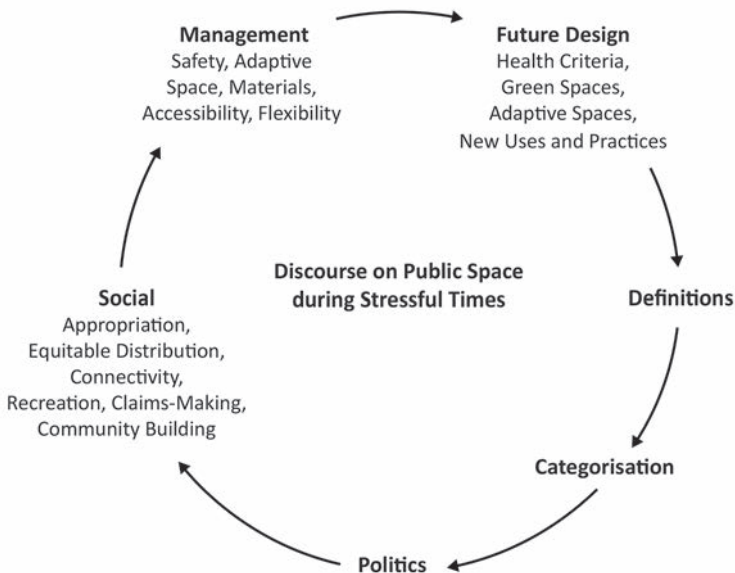 Management
Safety, Adaptive
Space, Materials,
Accessibility, Flexibility
Future Design
Health Criteria,
Green Spaces,
Adaptive Spaces,
New Uses and Practices
Discourse on Public Space
during Stressful Times
Definitions
Social
Appropriation,
Equitable Distribution,
Connectivity,
Recreation, Claims-Making,
Community Building
Categorisation
Politics